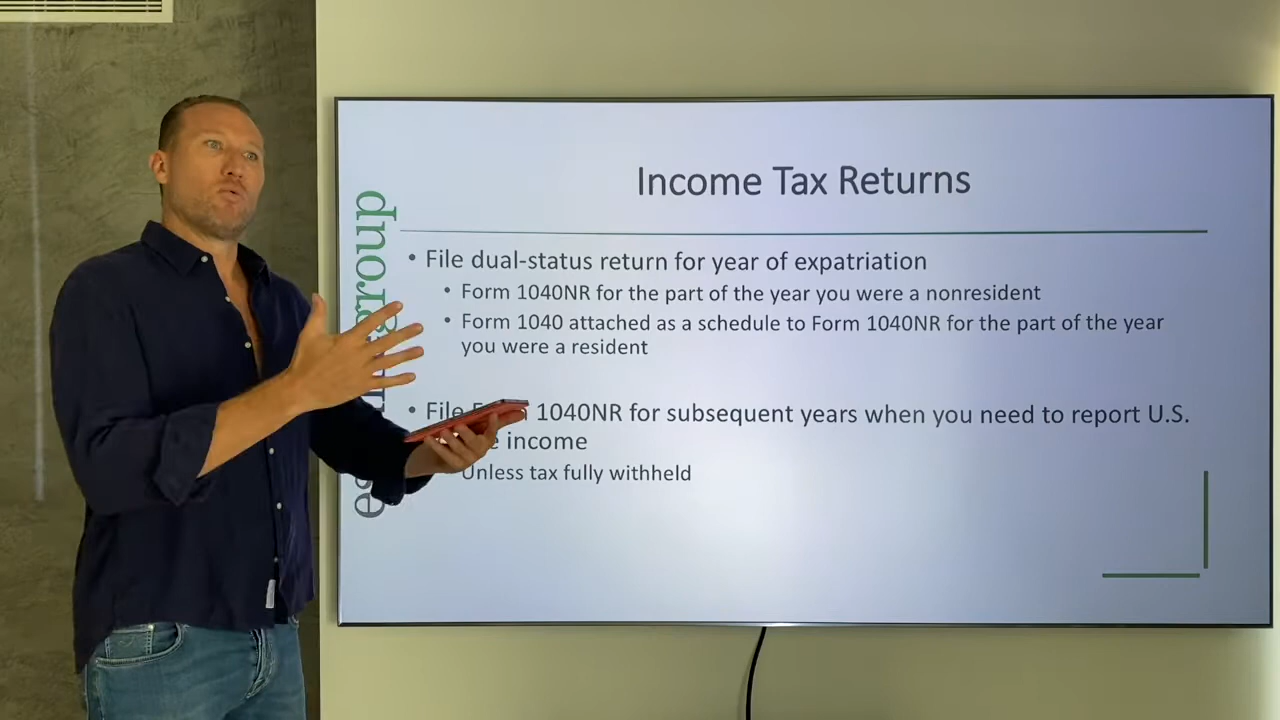 Income Tax Returns
• File dual-status return for year of expatriation
• Form 1040NR for the part of the year you were a nonresident
• Form 1040 attached as a schedule to Form 1040NR for the part of the year
you were a resident
• File 1040NR for subsequent years when you need to report U.S.
income
Unless tax fully withheld
group